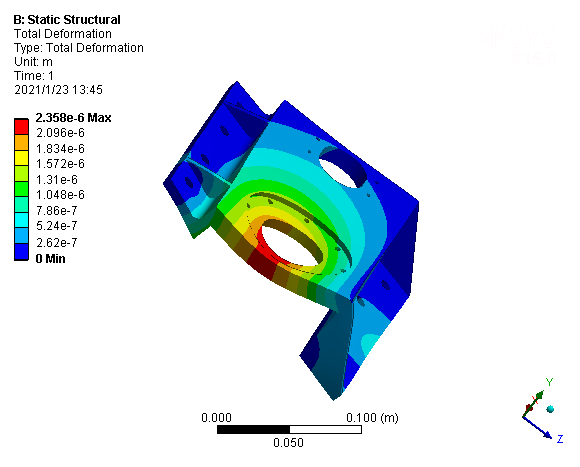 B: Static Structural
Total Deformation
Type: Total Deformation
Unit: m
Time: 1
2021/1/23 13:45
2.358e-6 Max
2.096e-6
1.834e-6
1.572e-6
1.31e-6
1.048e-6
7.86e-7
5.24e-7
2.62e-7
0 Min
0.000
0.100 (m)
0.050
Y
X
Z